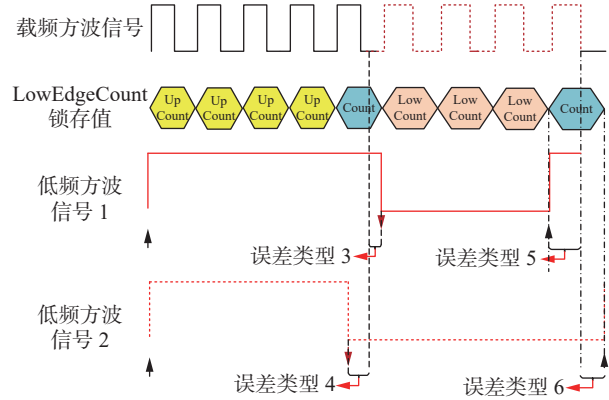 载频方波信号
LowEdgeCount
锁存值
Up
Count
Up
Count
Up
Count
Up
Count
Count
Low
Count
Low
Count
Low
Count
Count
低频方波
信号 1
误差类型 3
误差类型 5
低频方波
信号 2
误差类型 4
误差类型 6